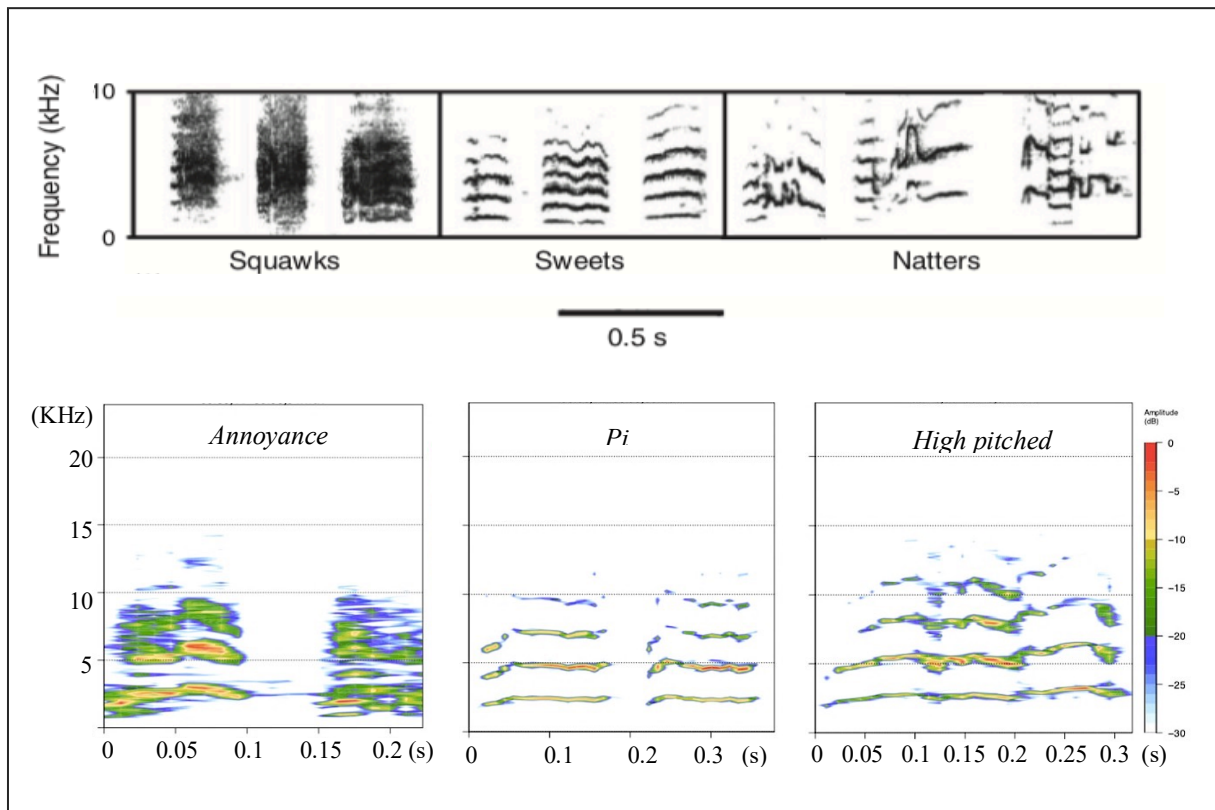 Frequency (kHz)
10
0
Squawks
Sweets
Natters
0.5 s
(KHz)
Annoyance
Pi
High pitched
Amplitude
(dB)
20
15
10
5
0
−5
−10
−15
−20
−25
−30
0 0.05 0.1 0.15 0.2 (s)
0 0.1 0.2 0.3 (s)
0 0.05 0.1 0.15 0.2 0.25 0.3 (s)